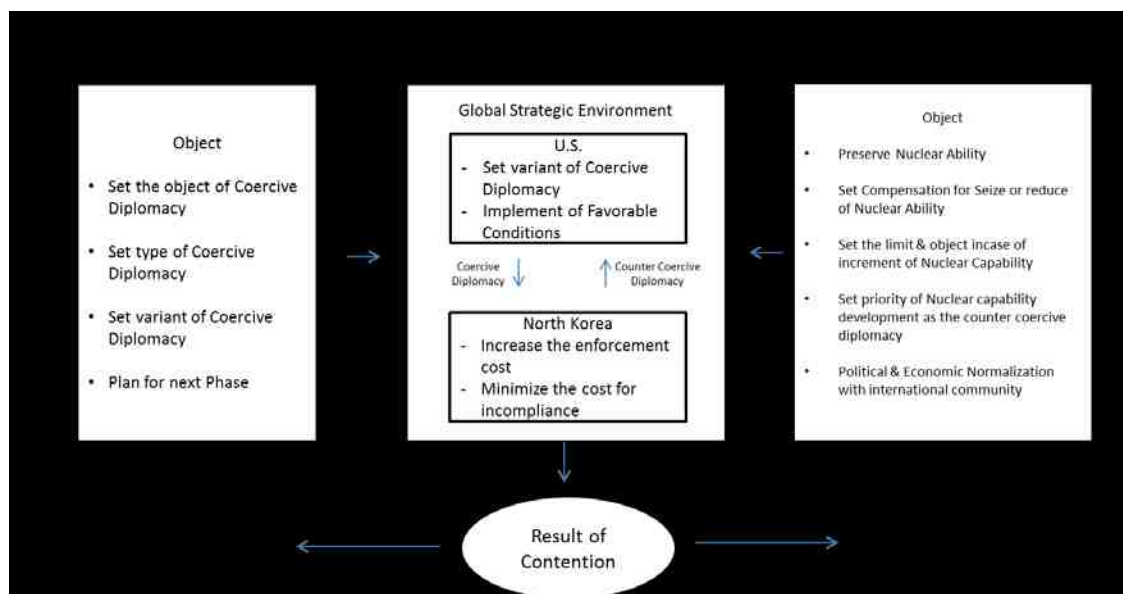 Object
• Set the object of Coercive
Diplomacy
• Set type of Coercive
Diplomacy
• Set variant of Coercive
Diplomacy
• Plan for next Phase
Global Strategic Environment
U.S.
- Set variant of Coercive
Diplomacy
- Implement of Favorable
Conditions
Coercive
Diplomacy
Counter Coercive
Diplomacy
North Korea
- Increase the enforcement
cost
- Minimize the cost for
incompliance
Object
• Preserve Nuclear Ability
• Set Compensation for Seize or reduce
of Nuclear Ability
• Set the limit & object incase of
increment of Nuclear Capability
• Set priority of Nuclear capability
development as the counter coercive
diplomacy
• Political & Economic Normalization
with international community
Result of
Contention